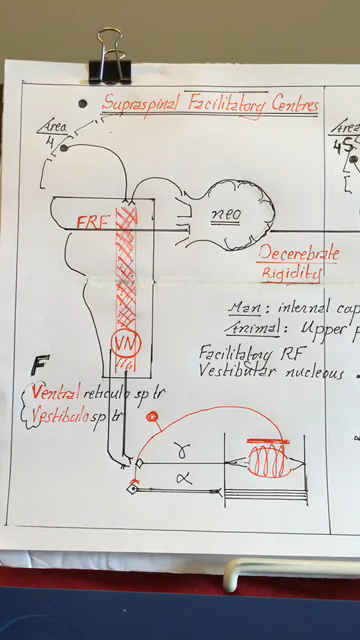 Supraspinal Facilitatory Centres
Area
4
Area
4S
FRF
neo
Decerebrate
Rigidity
Man: internal cap
Animal: Upper p
Facilitatory RF
Vestibular nucleous
VN
F
Ventral reticulo sp tr
Vestibulo sp tr
γ
α